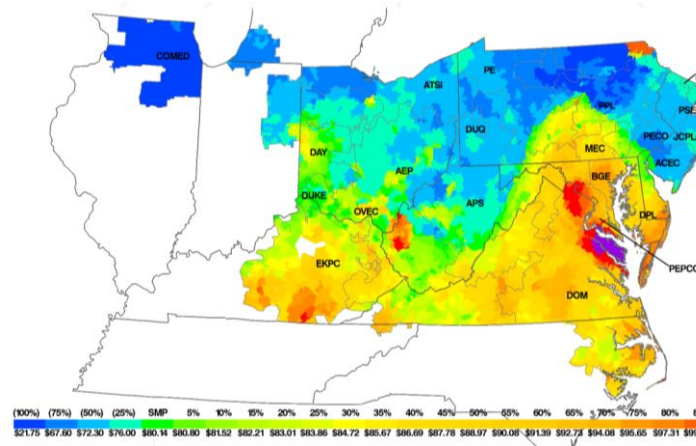 COMED
PE
ATSI
PPL
PSE
DUQ
PECO JCPL
MEC
DAY
ACEC
AEP
BGE
DUKE
OVEC
APS
DPL
EKPC
PEPCO
DOM
(100%) (75%) (50%) (25%) SMP 5% 10% 15% 20% 25% 30% 35% 40% 45% 50% 55% 60% 65% 70% 75% 80% 8
$21.75 $67.60 $72.30 $76.00 $80.14 $80.80 $81.52 $82.21 $83.01 $83.86 $84.72 $85.67 $86.69 $87.78 $88.97 $90.08 $91.39 $92.73 $94.08 $95.65 $97.31 $9